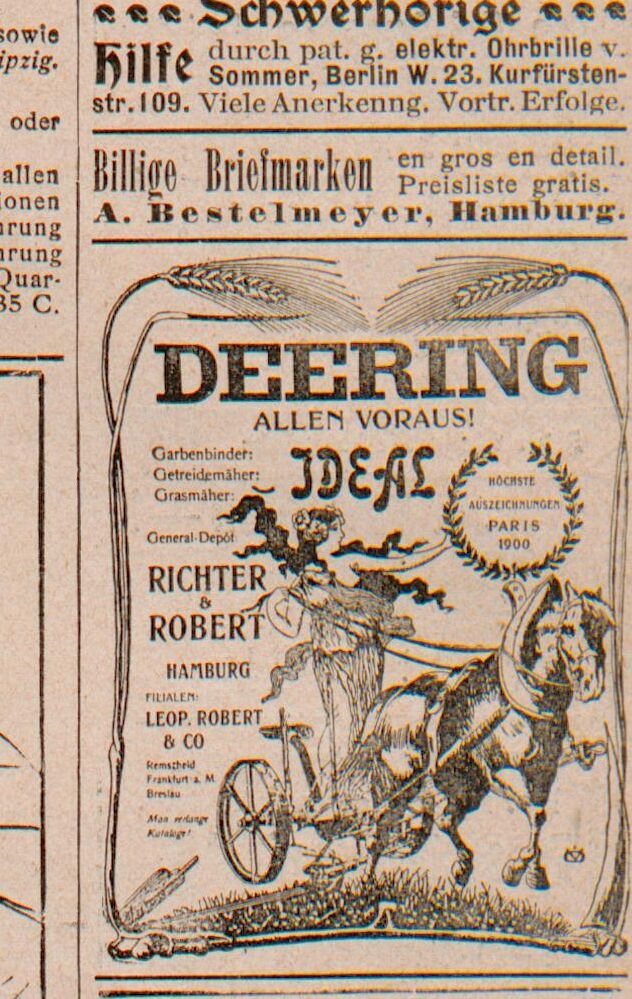 sowie
ipzig.
oder
allen
ionen
hrung
hrung
Quar-
35 C.
Schwerhörige
Hilfe durch pat. g. elektr. Ohrbrille v.
Sommer, Berlin W. 23. Kurfürsten-
str. 109. Viele Anerkenng. Vortr. Erfolge.
Billige Briefmarken en gros en detail.
Preisliste gratis.
A. Bestelmeyer, Hamburg.
DEERING
ALLEN VORAUS!
Garbenbinder:
Getreidemäher:
Grasmäher:
IDEAL
HÖCHSTE
AUSZEICHNUNGEN
PARIS
1900
General-Depôt
RICHTER
&
ROBERT
HAMBURG
FILIALEN:
LEOP. ROBERT
& CO
Remscheid
Frankfurt a. M
Breslau
Man verlange
Kataloge!